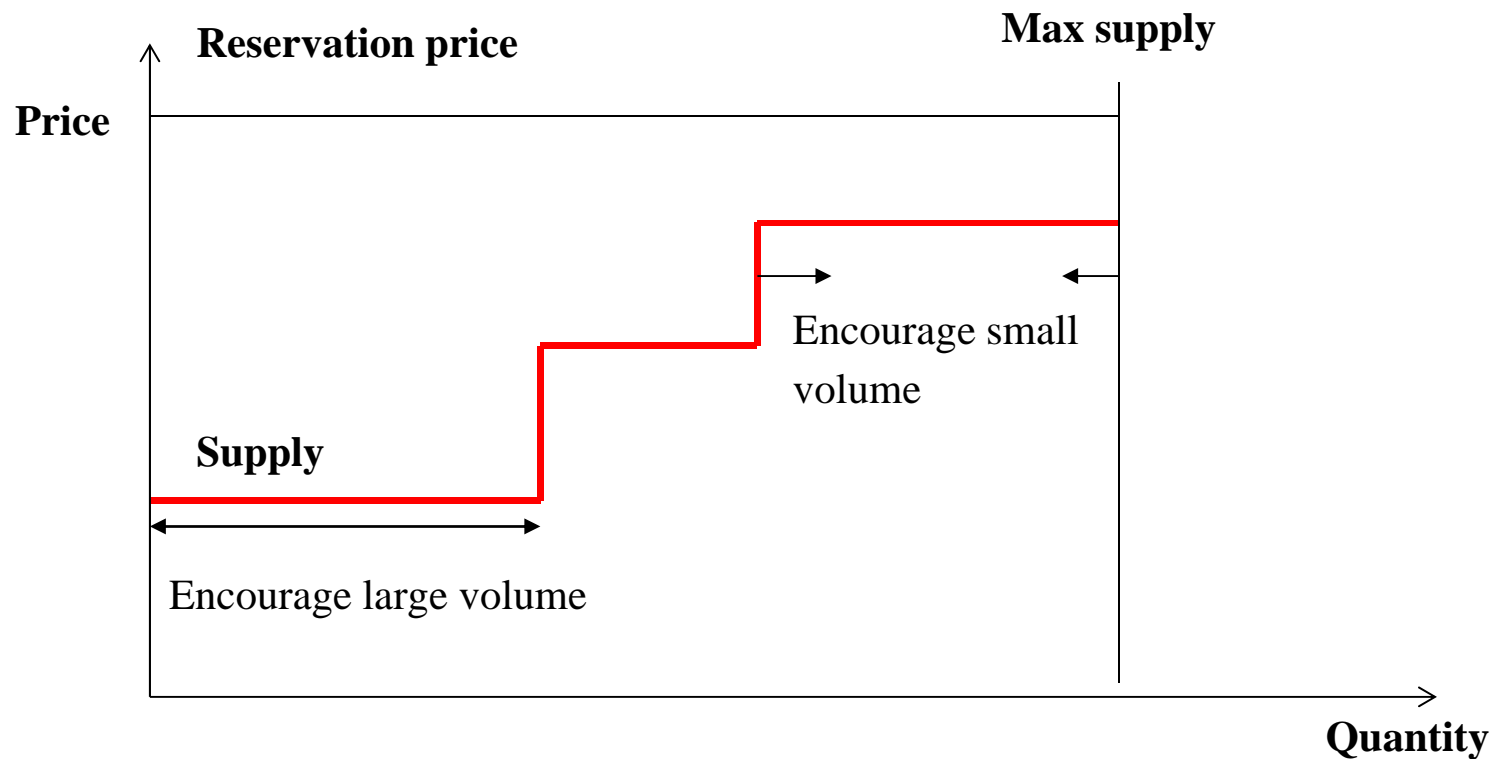 Reservation price
Max supply
Price
Encourage small
volume
Supply
Encourage large volume
Quantity